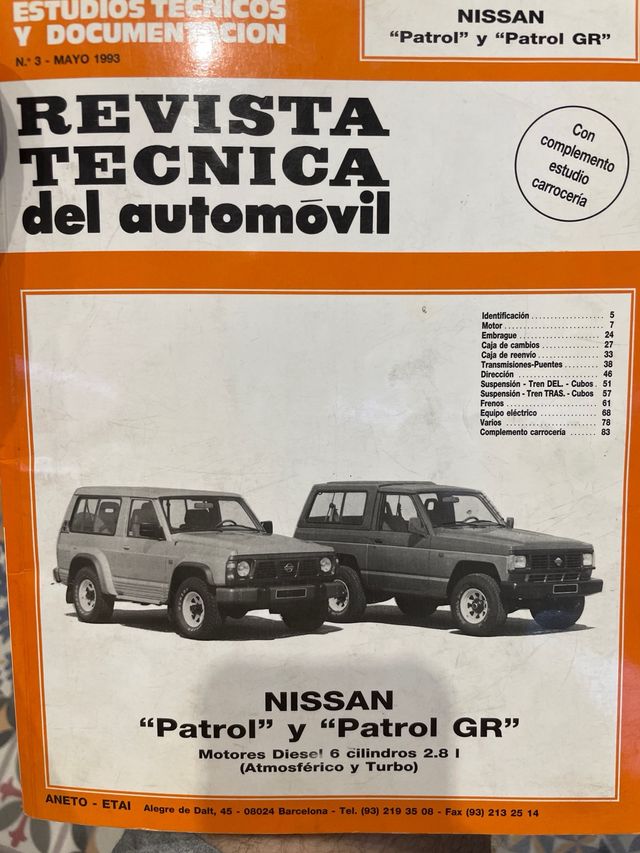 ESTUDIOS TECNICOS
Y DOCUMENTACION
N.º 3 - MAYO 1993
NISSAN
“Patrol” y “Patrol GR”
REVISTA
TECNICA
del automóvil
Con
complemento
estudio
carrocería
Identificación .................... 5
Motor ........................... 7
Embrague ...................... 24
Caja de cambios ................ 27
Caja de reenvío ................. 33
Transmisiones-Puentes ......... 38
Dirección ....................... 46
Suspensión - Tren DEL. - Cubos . 51
Suspensión - Tren TRAS. - Cubos 57
Frenos .......................... 61
Equipo eléctrico ................ 68
Varios .......................... 78
Complemento carrocería ....... 83
NISSAN
“Patrol” y “Patrol GR”
Motores Diesel 6 cilindros 2.8 l
(Atmosférico y Turbo)
ANETO - ETAI Alegre de Dalt, 45 - 08024 Barcelona - Tel. (93) 219 35 08 - Fax (93) 213 25 14